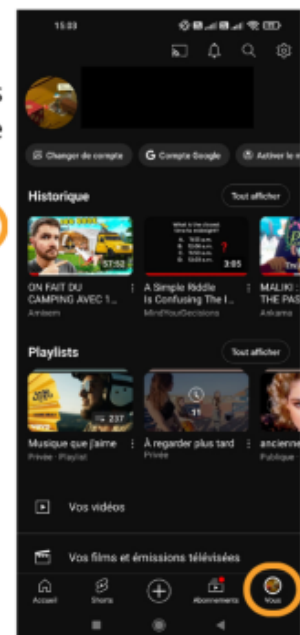 s
e
15:03
Changer de compte
G Compte Google
Activer le m
Historique
Tout afficher
57:52
3:05
ON FAIT DU
CAMPING AVEC 1...
Amixem
A Simple Riddle
Is Confusing The I...
MindYourDecisions
MALIKI :
THE PAS
Ankama
Playlists
Tout afficher
237
11
Musique que j'aime
Privée · Playlist
À regarder plus tard
Privée
ancienne
Publique
Vos vidéos
Vos films et émissions télévisées
Accueil
Shorts
Abonnements
Vous